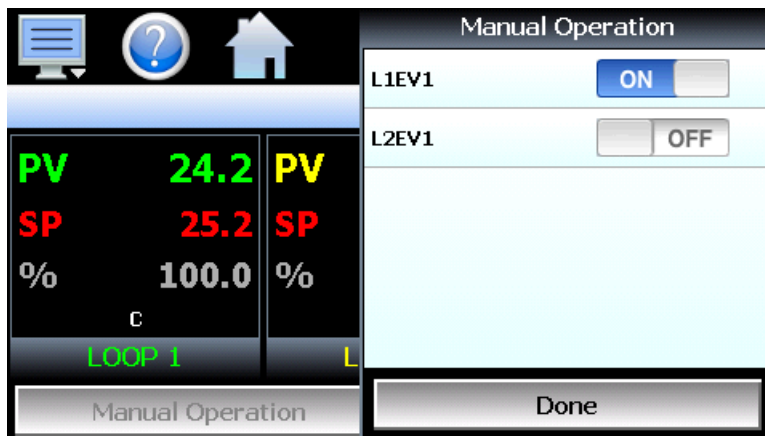 ?
Manual Operation
L1EV1 ON
L2EV1 OFF
PV 24.2 PV
SP 25.2 SP
% 100.0 %
C
LOOP 1 L
Manual Operation
Done